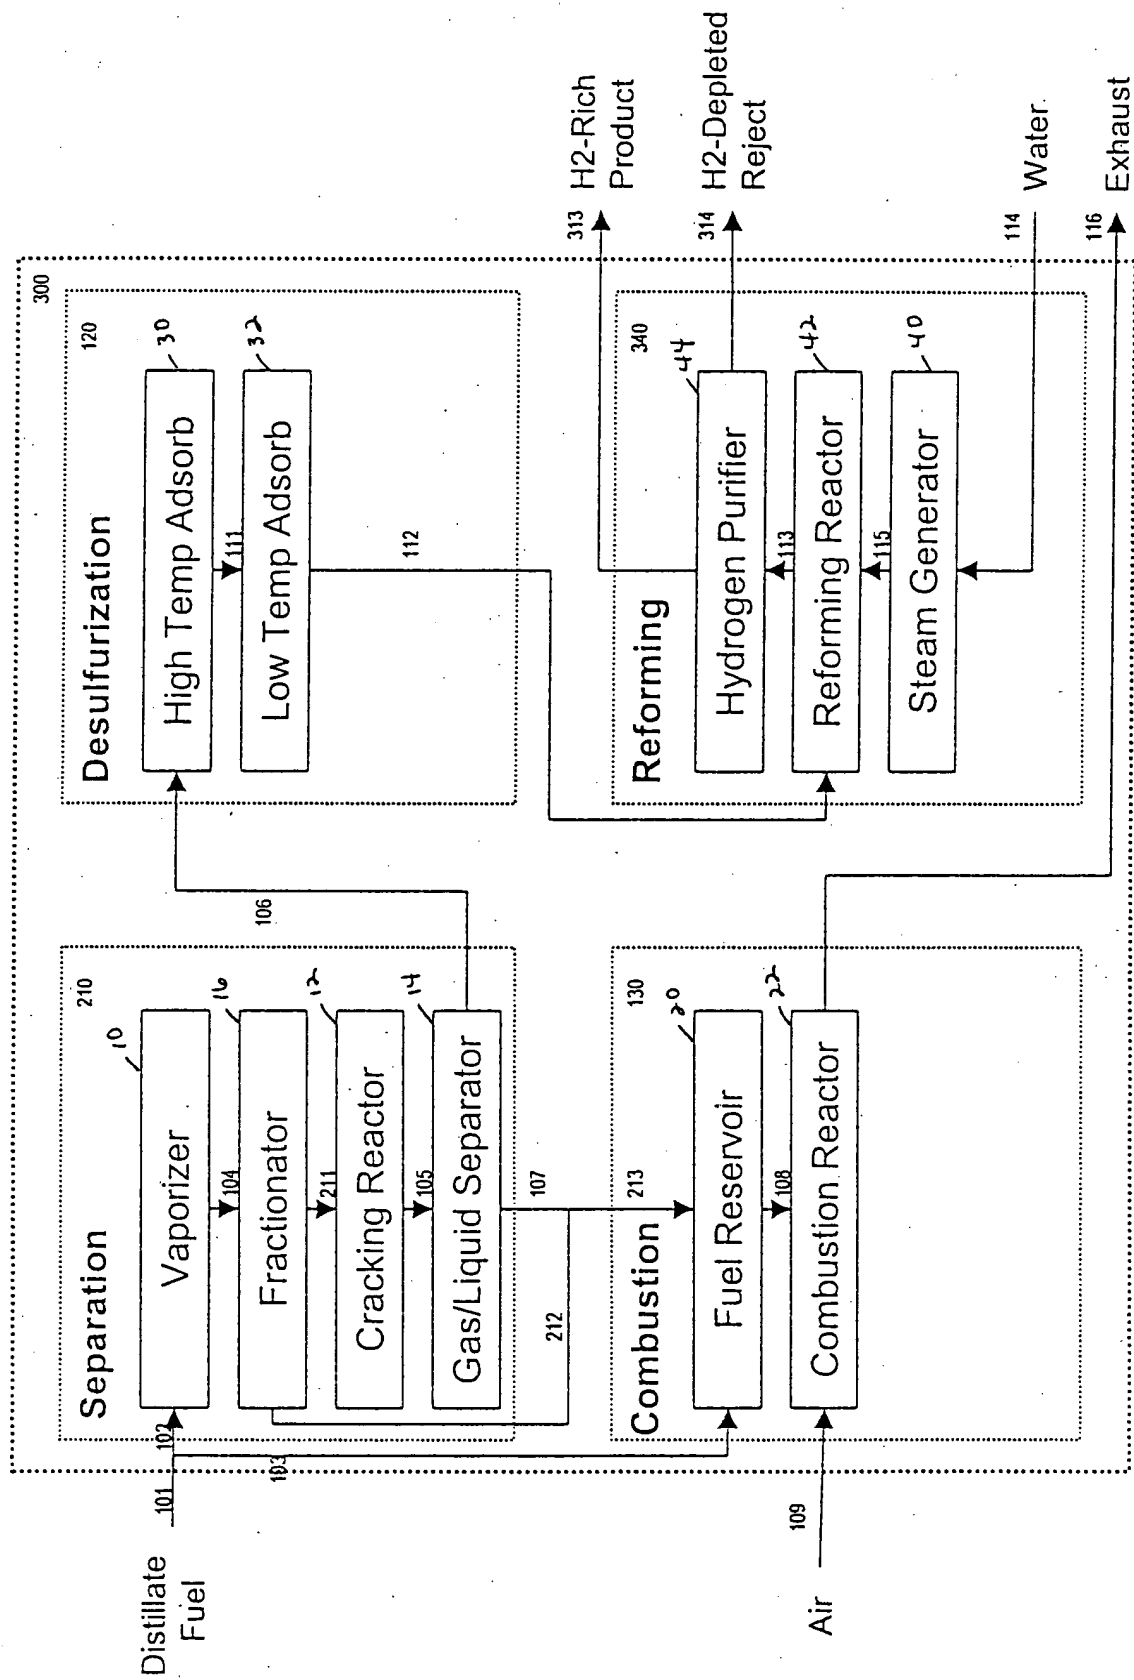 300
Separation
210
Vaporizer
10
104
Fractionator
16
211
Cracking Reactor
12
105
Gas/Liquid Separator
14
Distillate
Fuel
101
102
103
106
107
212
213
Desulfurization
120
High Temp Adsorb
30
111
Low Temp Adsorb
32
112
Combustion
130
Fuel Reservoir
20
108
Combustion Reactor
22
Air
109
Reforming
340
Hydrogen Purifier
44
113
Reforming Reactor
42
115
Steam Generator
40
313
H2-Rich
Product
314
H2-Depleted
Reject
114
Water
116
Exhaust